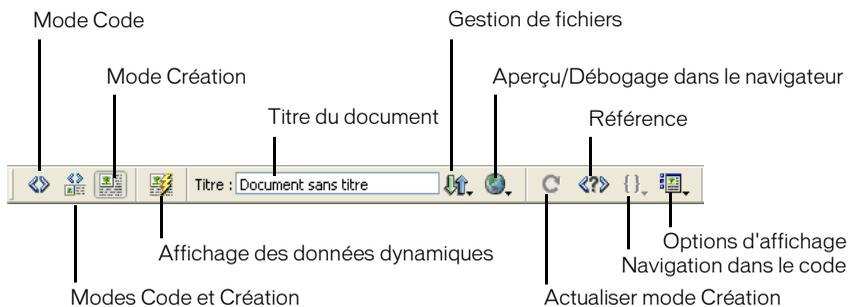 Mode Code
Gestion de fichiers
Mode Création
Aperçu/Débogage dans le navigateur
Titre du document
Référence
Titre : Document sans titre
Affichage des données dynamiques
Options d'affichage
Navigation dans le code
Modes Code et Création
Actualiser mode Création